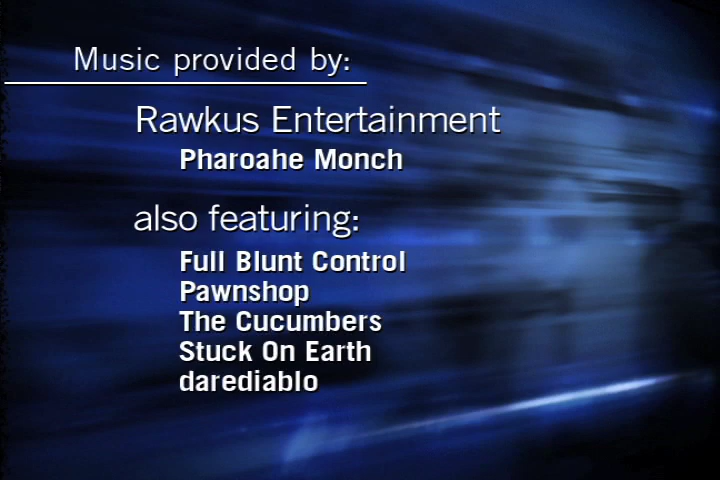 Music provided by:
Rawkus Entertainment
Pharoahe Monch
also featuring:
Full Blunt Control
Pawnshop
The Cucumbers
Stuck On Earth
darediablo